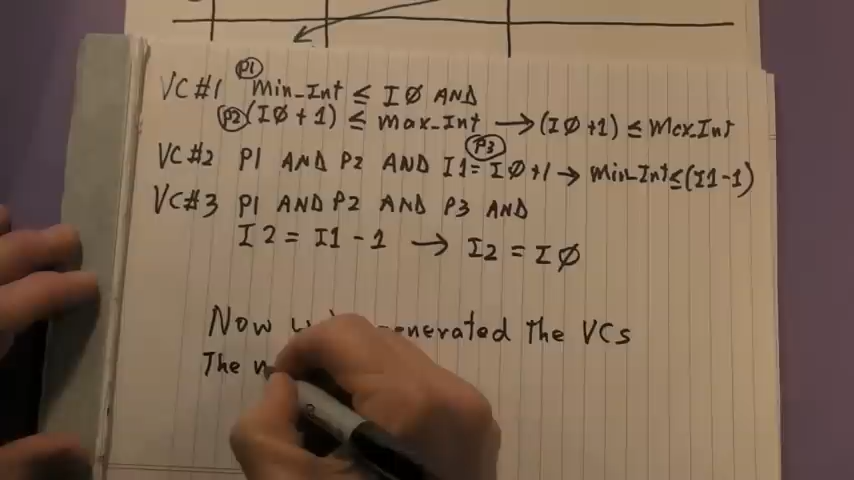 VC#1 P1 Min_Int ≤ IØ AND
P2 (IØ+1) ≤ max_Int → (IØ+1) ≤ Max_Int
VC#2 P1 AND P2 AND P3 I1=IØ+1 → Min_Int≤(I1-1)
VC#3 P1 AND P2 AND P3 AND
I2 = I1-1 → I2 = IØ
Now generated the VCs
The